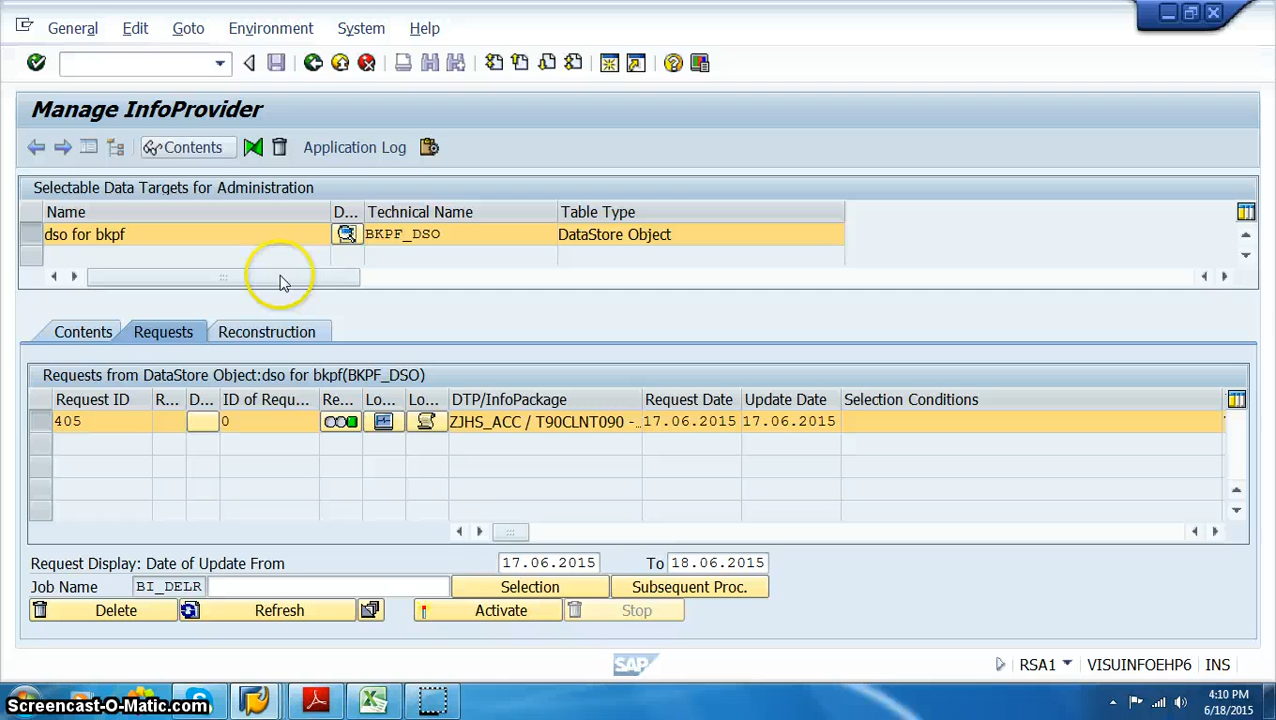 General Edit Goto Environment System Help
Manage InfoProvider
Contents Application Log
Selectable Data Targets for Administration
Name D... Technical Name Table Type
dso for bkpf BKPF_DSO DataStore Object
Contents Requests Reconstruction
Requests from DataStore Object:dso for bkpf(BKPF_DSO)
Request ID R... D... ID of Requ... Re... Lo... Lo... DTP/InfoPackage Request Date Update Date Selection Conditions
405 0 ZJHS_ACC / T90CLNT090 -... 17.06.2015 17.06.2015
Request Display: Date of Update From 17.06.2015 To 18.06.2015
Job Name BI_DELR Selection Subsequent Proc.
Delete Refresh Activate Stop
SAP RSA1 VISUINFOEHP6 INS
Screencast-O-Matic.com
4:10 PM
6/18/2015